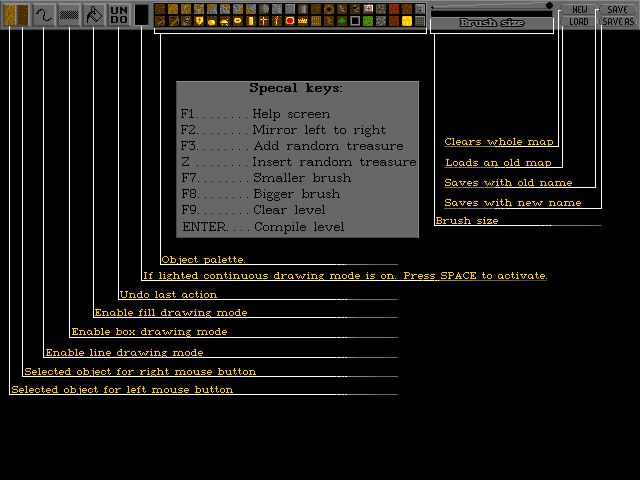 UN
DO
Brush size
NEW
SAVE
LOAD
SAVE AS
Specal keys:
F1........Help screen
F2........Mirror left to right
F3........Add random treasure
Z ........Insert random treasure
F7........Smaller brush
F8........Bigger brush
F9........Clear level
ENTER....Compile level
Clears whole map
Loads an old map
Saves with old name
Saves with new name
Brush size
Object palette.
If lighted continuous drawing mode is on. Press SPACE to activate.
Undo last action
Enable fill drawing mode
Enable box drawing mode
Enable line drawing mode
Selected object for right mouse button
Selected object for left mouse button